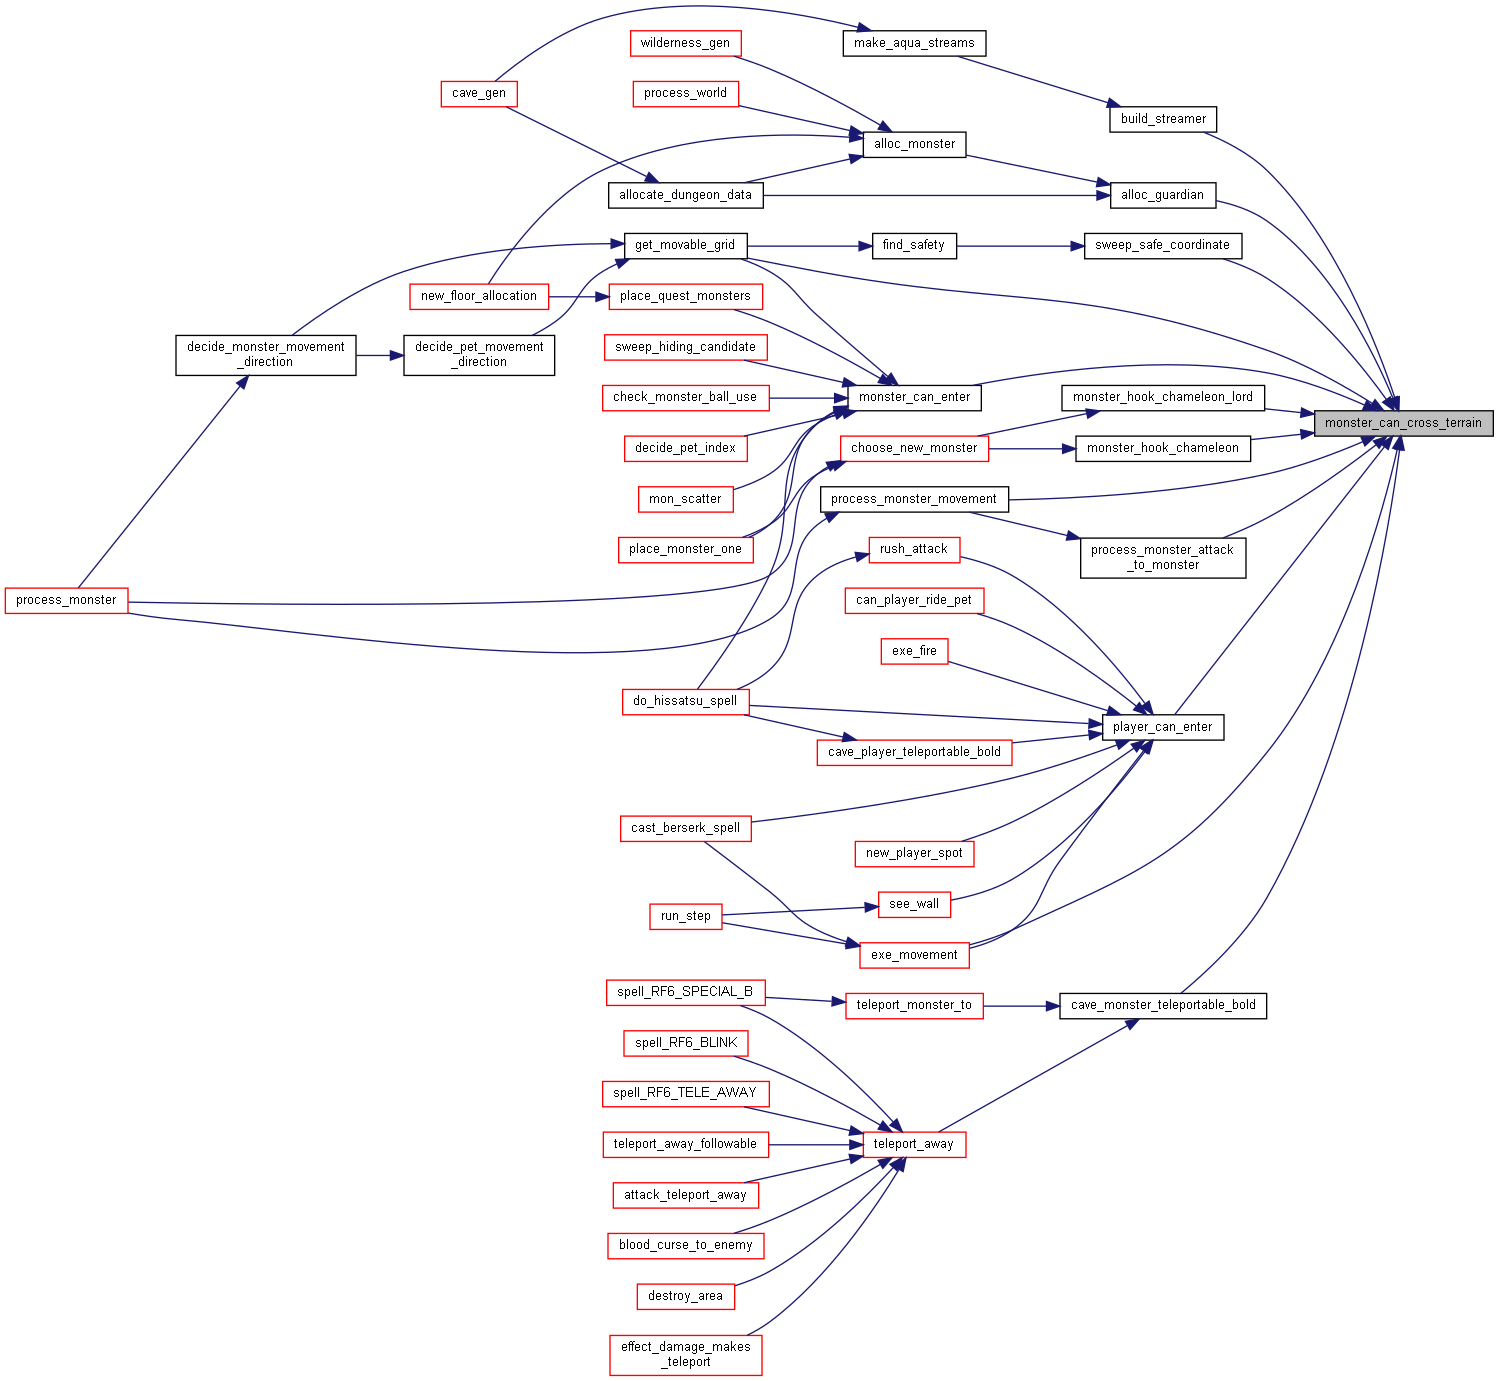 make_aqua_streams
wilderness_gen
cave_gen
process_world
build_streamer
alloc_monster
allocate_dungeon_data
alloc_guardian
get_movable_grid
find_safety
sweep_safe_coordinate
new_floor_allocation
place_quest_monsters
decide_monster_movement
_direction
decide_pet_movement
_direction
sweep_hiding_candidate
check_monster_ball_use
monster_can_enter
monster_hook_chameleon_lord
monster_can_cross_terrain
decide_pet_index
choose_new_monster
monster_hook_chameleon
mon_scatter
process_monster_movement
place_monster_one
rush_attack
process_monster_attack
_to_monster
process_monster
can_player_ride_pet
exe_fire
do_hissatsu_spell
player_can_enter
cave_player_teleportable_bold
cast_berserk_spell
new_player_spot
see_wall
run_step
exe_movement
spell_RF6_SPECIAL_B
teleport_monster_to
cave_monster_teleportable_bold
spell_RF6_BLINK
spell_RF6_TELE_AWAY
teleport_away_followable
teleport_away
attack_teleport_away
blood_curse_to_enemy
destroy_area
effect_damage_makes
_teleport